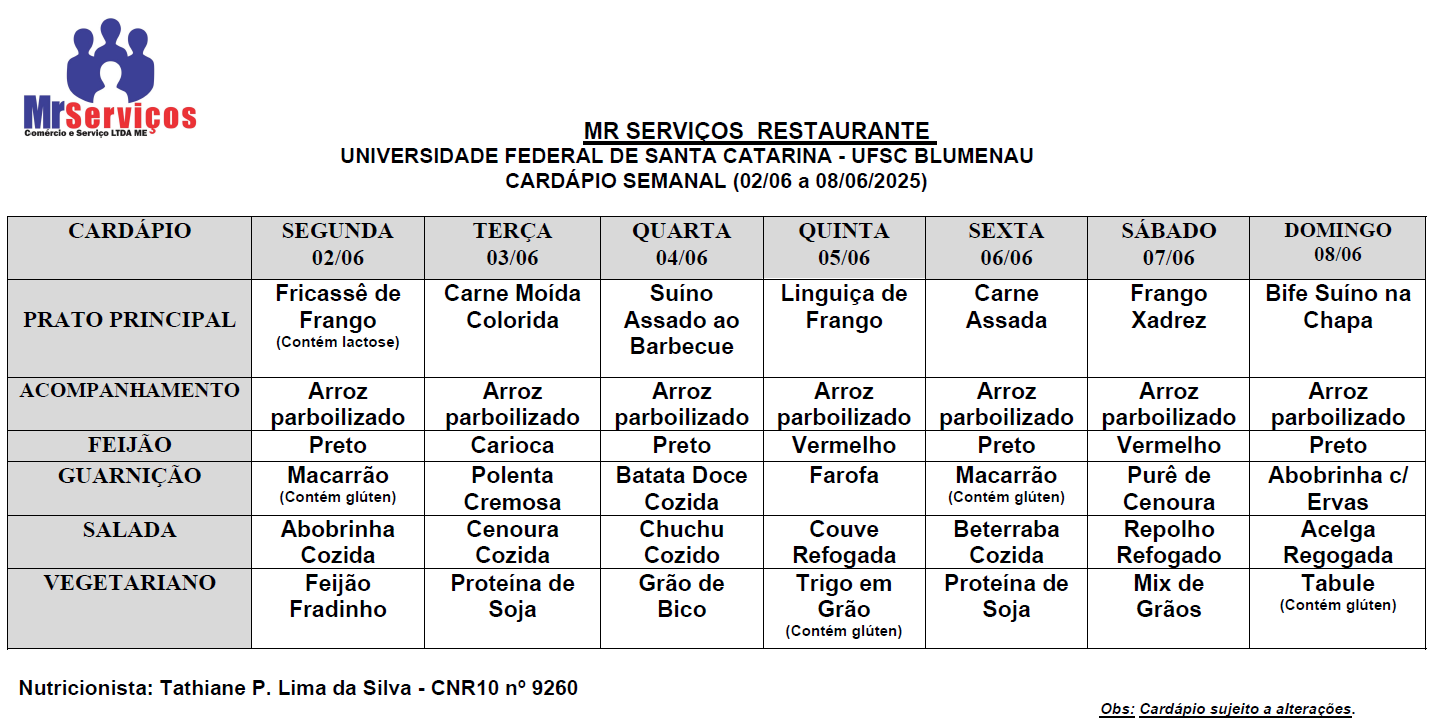 MrServiços
Comércio e Serviço LTDA ME
MR SERVIÇOS RESTAURANTE
UNIVERSIDADE FEDERAL DE SANTA CATARINA - UFSC BLUMENAU
CARDÁPIO SEMANAL (02/06 a 08/06/2025)
CARDÁPIO SEGUNDA TERÇA QUARTA QUINTA SEXTA SÁBADO DOMINGO
02/06 03/06 04/06 05/06 06/06 07/06 08/06
Fricassê de Carne Moída Suíno Linguiça de Carne Frango Bife Suíno na
PRATO PRINCIPAL Frango Colorida Assado ao Frango Assada Xadrez Chapa
(Contém lactose) Barbecue
ACOMPANHAMENTO Arroz Arroz Arroz Arroz Arroz Arroz Arroz
parboilizado parboilizado parboilizado parboilizado parboilizado parboilizado parboilizado
FEIJÃO Preto Carioca Preto Vermelho Preto Vermelho Preto
GUARNIÇÃO Macarrão Polenta Batata Doce Farofa Macarrão Purê de Abobrinha c/
(Contém glúten) Cremosa Cozida (Contém glúten) Cenoura Ervas
SALADA Abobrinha Cenoura Chuchu Couve Beterraba Repolho Acelga
Cozida Cozida Cozido Refogada Cozida Refogado Regogada
VEGETARIANO Feijão Proteína de Grão de Trigo em Proteína de Mix de Tabule
Fradinho Soja Bico Grão Soja Grãos (Contém glúten)
(Contém glúten)
Nutricionista: Tathiane P. Lima da Silva - CNR10 nº 9260
Obs: Cardápio sujeito a alterações.